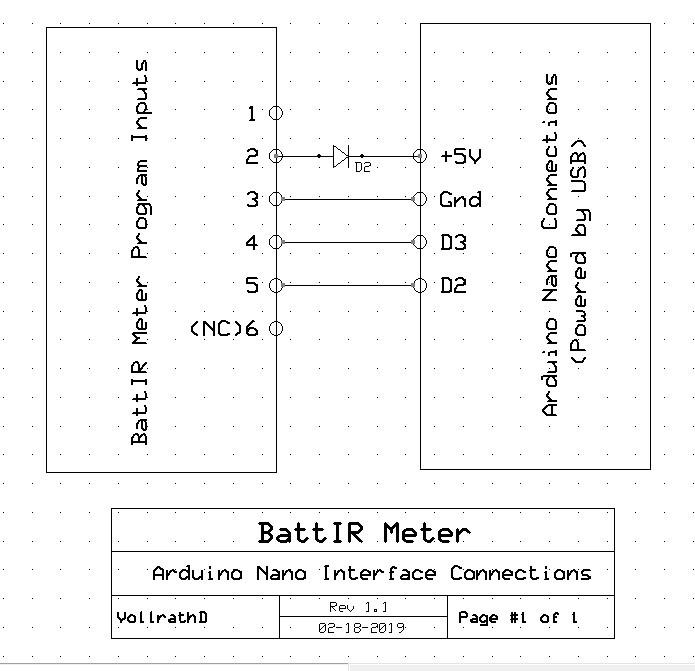 BattIR Meter Program Inputs
1
2
3
4
5
(NC)6
D2
+5V
Gnd
D3
D2
Arduino Nano Connections
(Powered by USB)
BattIR Meter
Arduino Nano Interface Connections
VollrathD
Rev 1.1
02-18-2019
Page #1 of 1